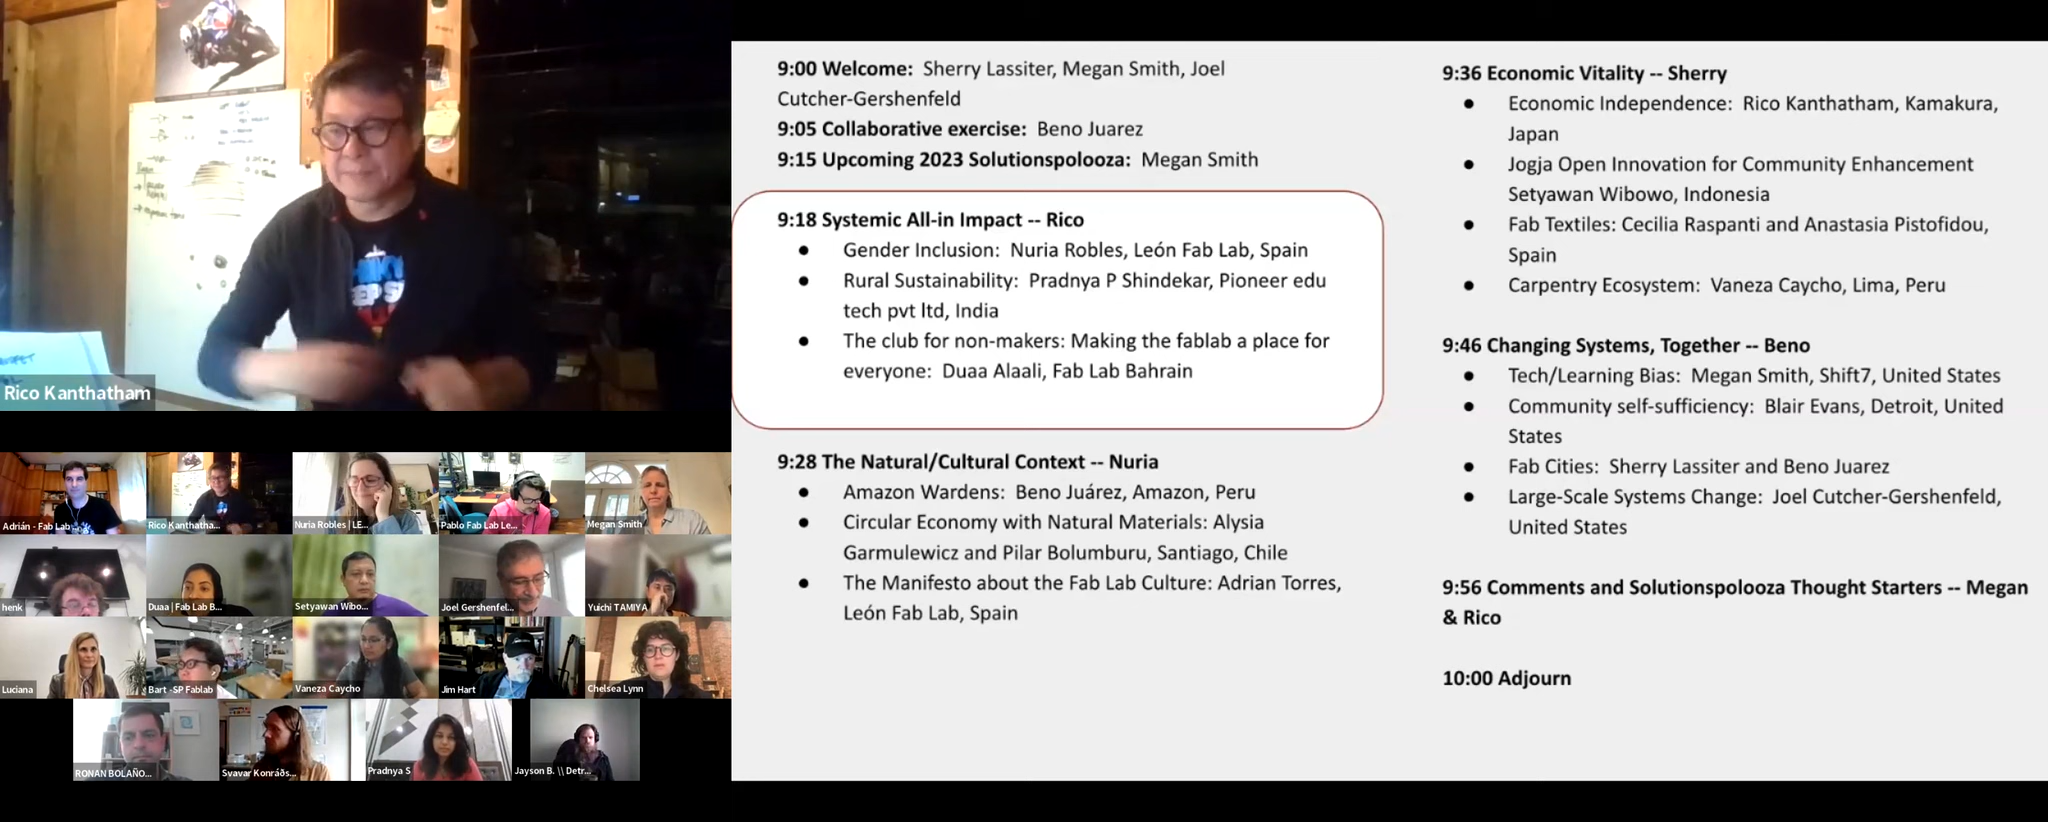 Rico Kanthatham
Adrián - Fab Lab
Rico Kanthatha...
Nuria Robles | LE...
Pablo Fab Lab Le...
Megan Smith
henk
Duaa | Fab Lab B...
Setyawan Wibo...
Joel Gershenfel...
Yuichi TAMIYA
Luciana
Bart -SP Fablab
Vaneza Caycho
Jim Hart
Chelsea Lynn
RONAN BOLAÑO...
Svavar Konráðs...
Pradnya S
Jayson B. \\ Detr...
9:00 Welcome: Sherry Lassiter, Megan Smith, Joel
Cutcher-Gershenfeld
9:05 Collaborative exercise: Beno Juarez
9:15 Upcoming 2023 Solutionspolooza: Megan Smith
9:18 Systemic All-in Impact -- Rico
● Gender Inclusion: Nuria Robles, León Fab Lab, Spain
● Rural Sustainability: Pradnya P Shindekar, Pioneer edu
tech pvt ltd, India
● The club for non-makers: Making the fablab a place for
everyone: Duaa Alaali, Fab Lab Bahrain
9:28 The Natural/Cultural Context -- Nuria
● Amazon Wardens: Beno Juárez, Amazon, Peru
● Circular Economy with Natural Materials: Alysia
Garmulewicz and Pilar Bolumburu, Santiago, Chile
● The Manifesto about the Fab Lab Culture: Adrian Torres,
León Fab Lab, Spain
9:36 Economic Vitality -- Sherry
● Economic Independence: Rico Kanthatham, Kamakura,
Japan
● Jogja Open Innovation for Community Enhancement
Setyawan Wibowo, Indonesia
● Fab Textiles: Cecilia Raspanti and Anastasia Pistofidou,
Spain
● Carpentry Ecosystem: Vaneza Caycho, Lima, Peru
9:46 Changing Systems, Together -- Beno
● Tech/Learning Bias: Megan Smith, Shift7, United States
● Community self-sufficiency: Blair Evans, Detroit, United
States
● Fab Cities: Sherry Lassiter and Beno Juarez
● Large-Scale Systems Change: Joel Cutcher-Gershenfeld,
United States
9:56 Comments and Solutionspolooza Thought Starters -- Megan
& Rico
10:00 Adjourn